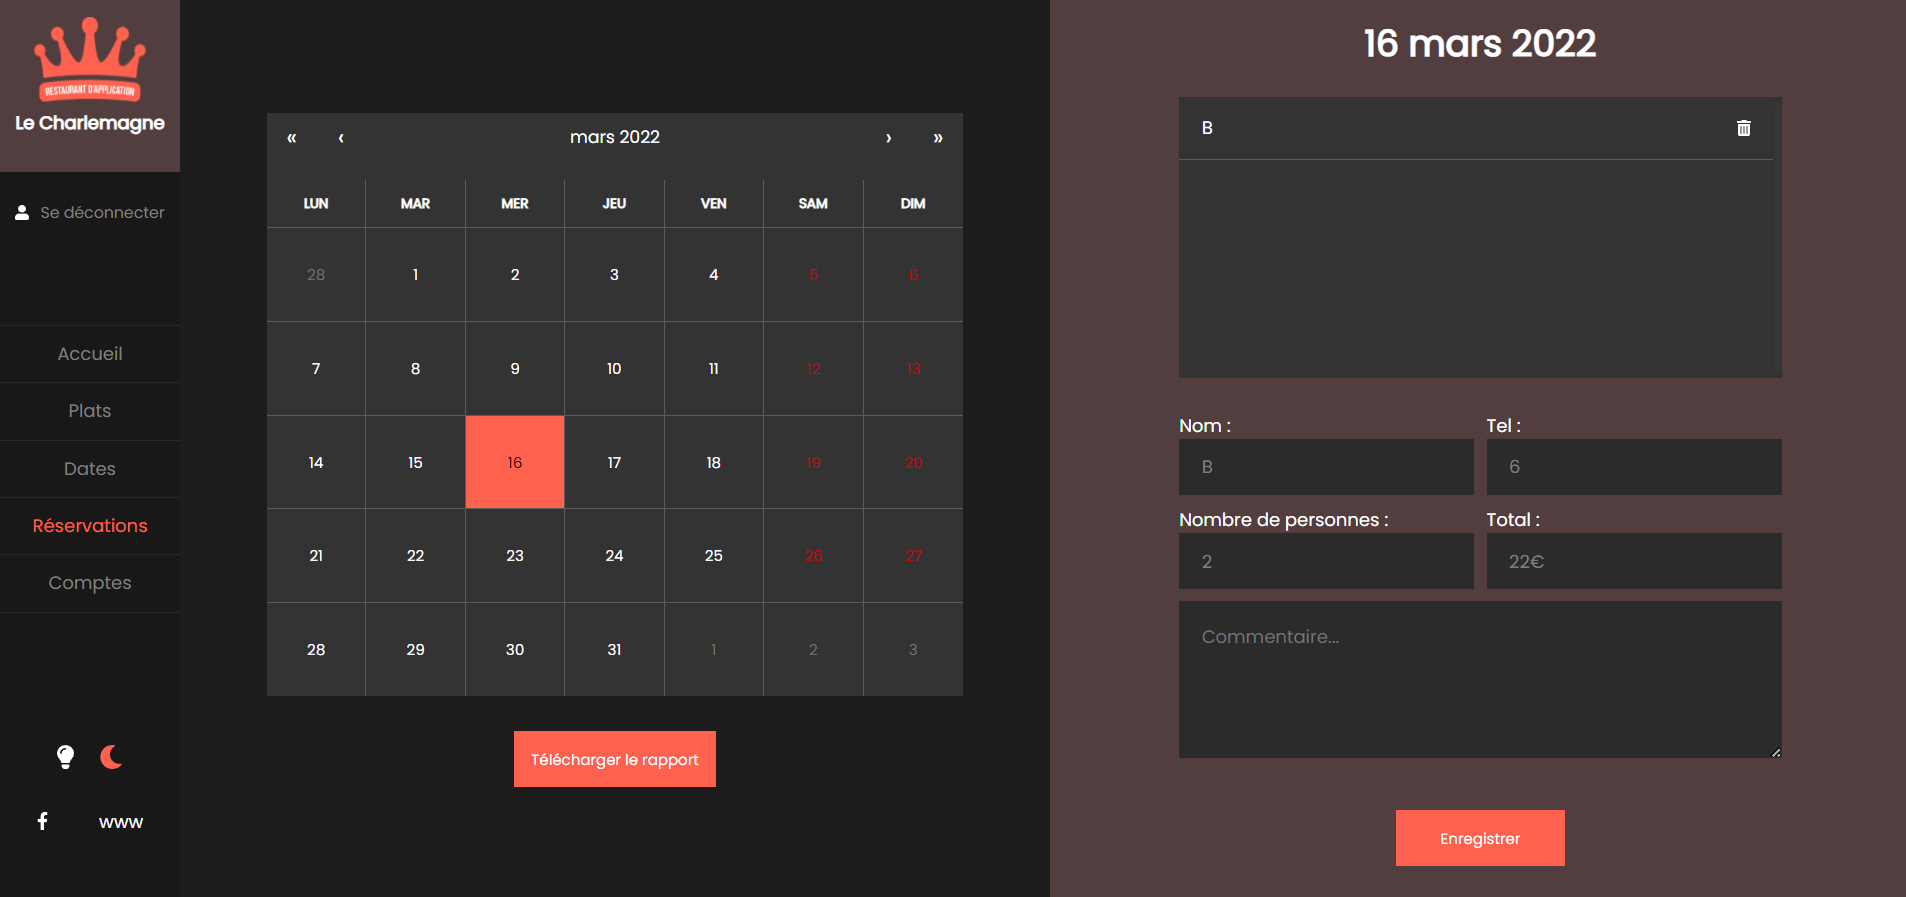 RESTAURANT D'APPLICATION
Le Charlemagne
Se déconnecter
Accueil
Plats
Dates
Réservations
Comptes
www
« ‹ mars 2022 › »
LUN MAR MER JEU VEN SAM DIM
28 1 2 3 4 5 6
7 8 9 10 11 12 13
14 15 16 17 18 19 20
21 22 23 24 25 26 27
28 29 30 31 1 2 3
Télécharger le rapport
16 mars 2022
B
Nom : Tel :
B 6
Nombre de personnes : Total :
2 22€
Commentaire...
Enregistrer